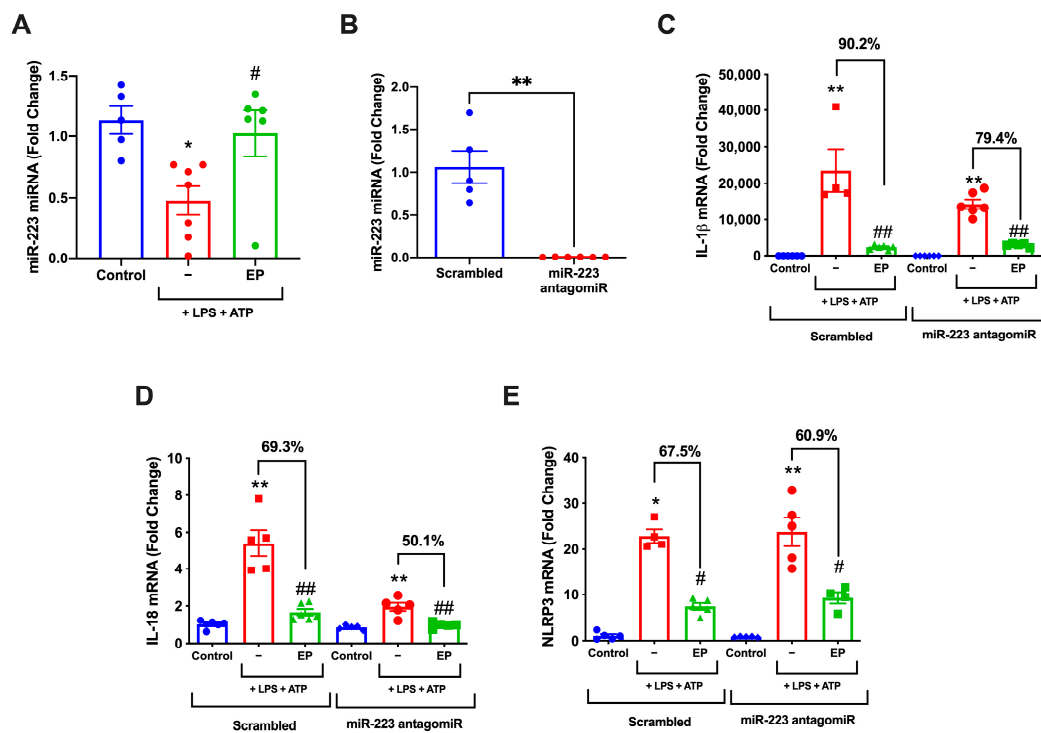 A
miR-223 miRNA (Fold Change)
1.5
1.0
0.5
0.0
*
#
Control
–
EP
+ LPS + ATP
B
miR-223 miRNA (Fold Change)
2.0
1.5
1.0
0.5
0.0
**
Scrambled
miR-223
antagomiR
C
IL-1β mRNA (Fold Change)
50,000
40,000
30,000
20,000
10,000
0
90.2%
**
##
79.4%
**
##
Control
–
EP
Control
–
EP
+ LPS + ATP
+ LPS + ATP
Scrambled
miR-223 antagomiR
D
IL-18 mRNA (Fold Change)
10
8
6
4
2
0
69.3%
**
##
50.1%
**
##
Control
–
EP
Control
–
EP
+ LPS + ATP
+ LPS + ATP
Scrambled
miR-223 antagomiR
E
NLRP3 mRNA (Fold Change)
40
30
20
10
0
67.5%
*
#
60.9%
**
#
Control
–
EP
Control
–
EP
+ LPS + ATP
+ LPS + ATP
Scrambled
miR-223 antagomiR